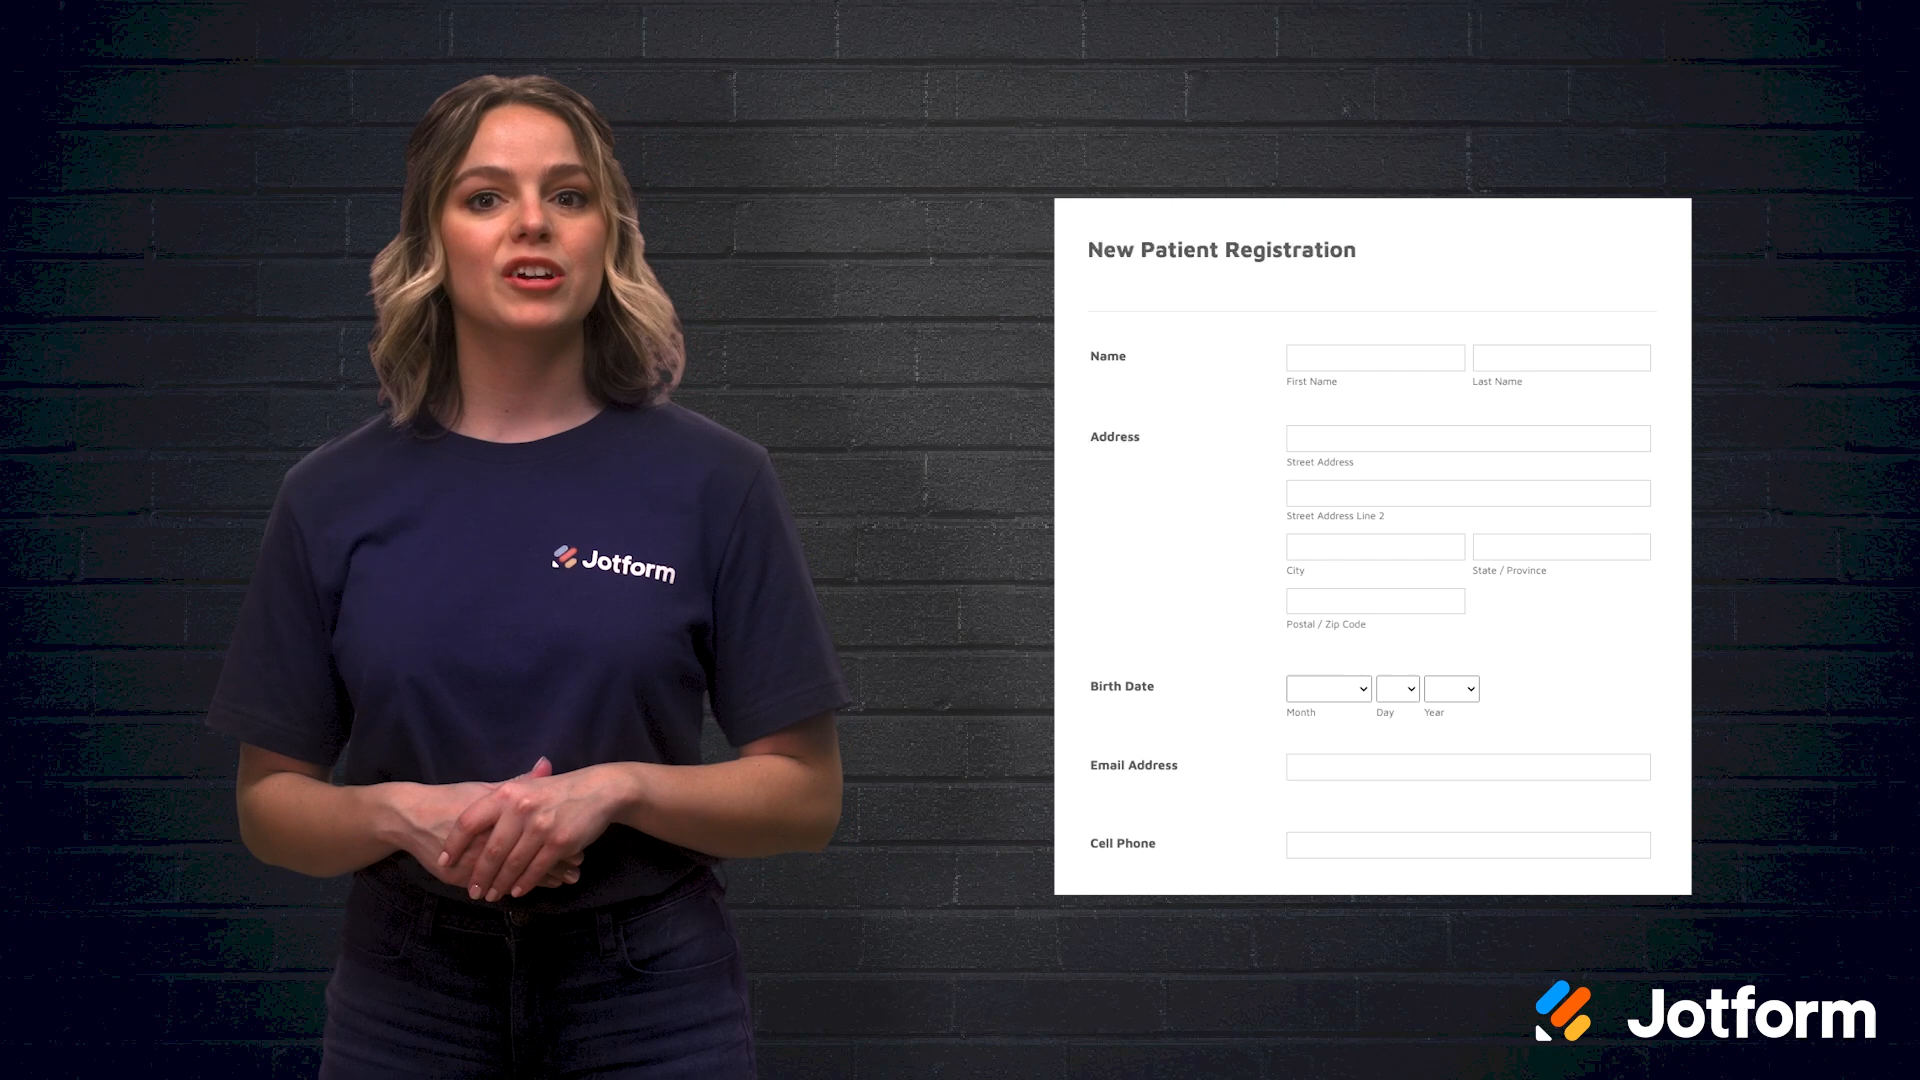 Jotform
New Patient Registration
Name
First Name
Last Name
Address
Street Address
Street Address Line 2
City
State / Province
Postal / Zip Code
Birth Date
Month
Day
Year
Email Address
Cell Phone
Jotform